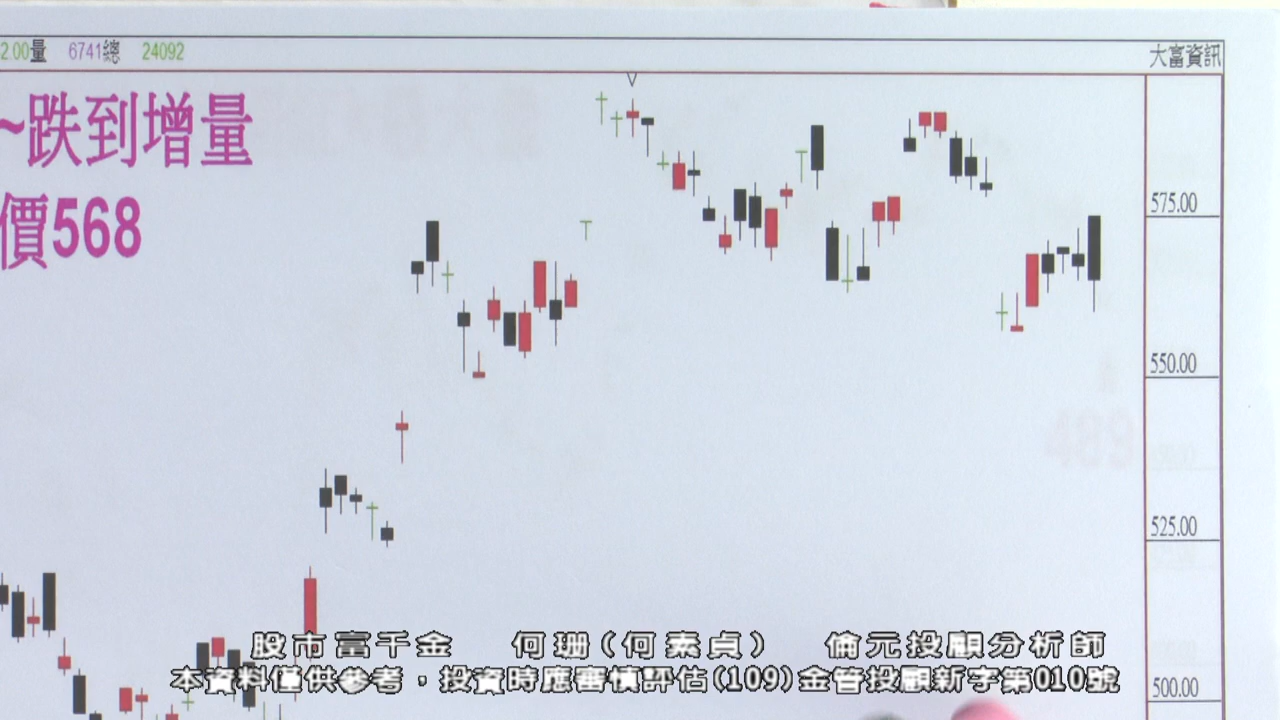 2.00量 6741總 24092
大富資訊
~跌到增量
價568
575.00
550.00
489
525.00
500.00
股市富千金 何珊(何素貞) 倫元投顧分析師
本資料僅供參考，投資時應審慎評估(109)金管投顧新字第010號